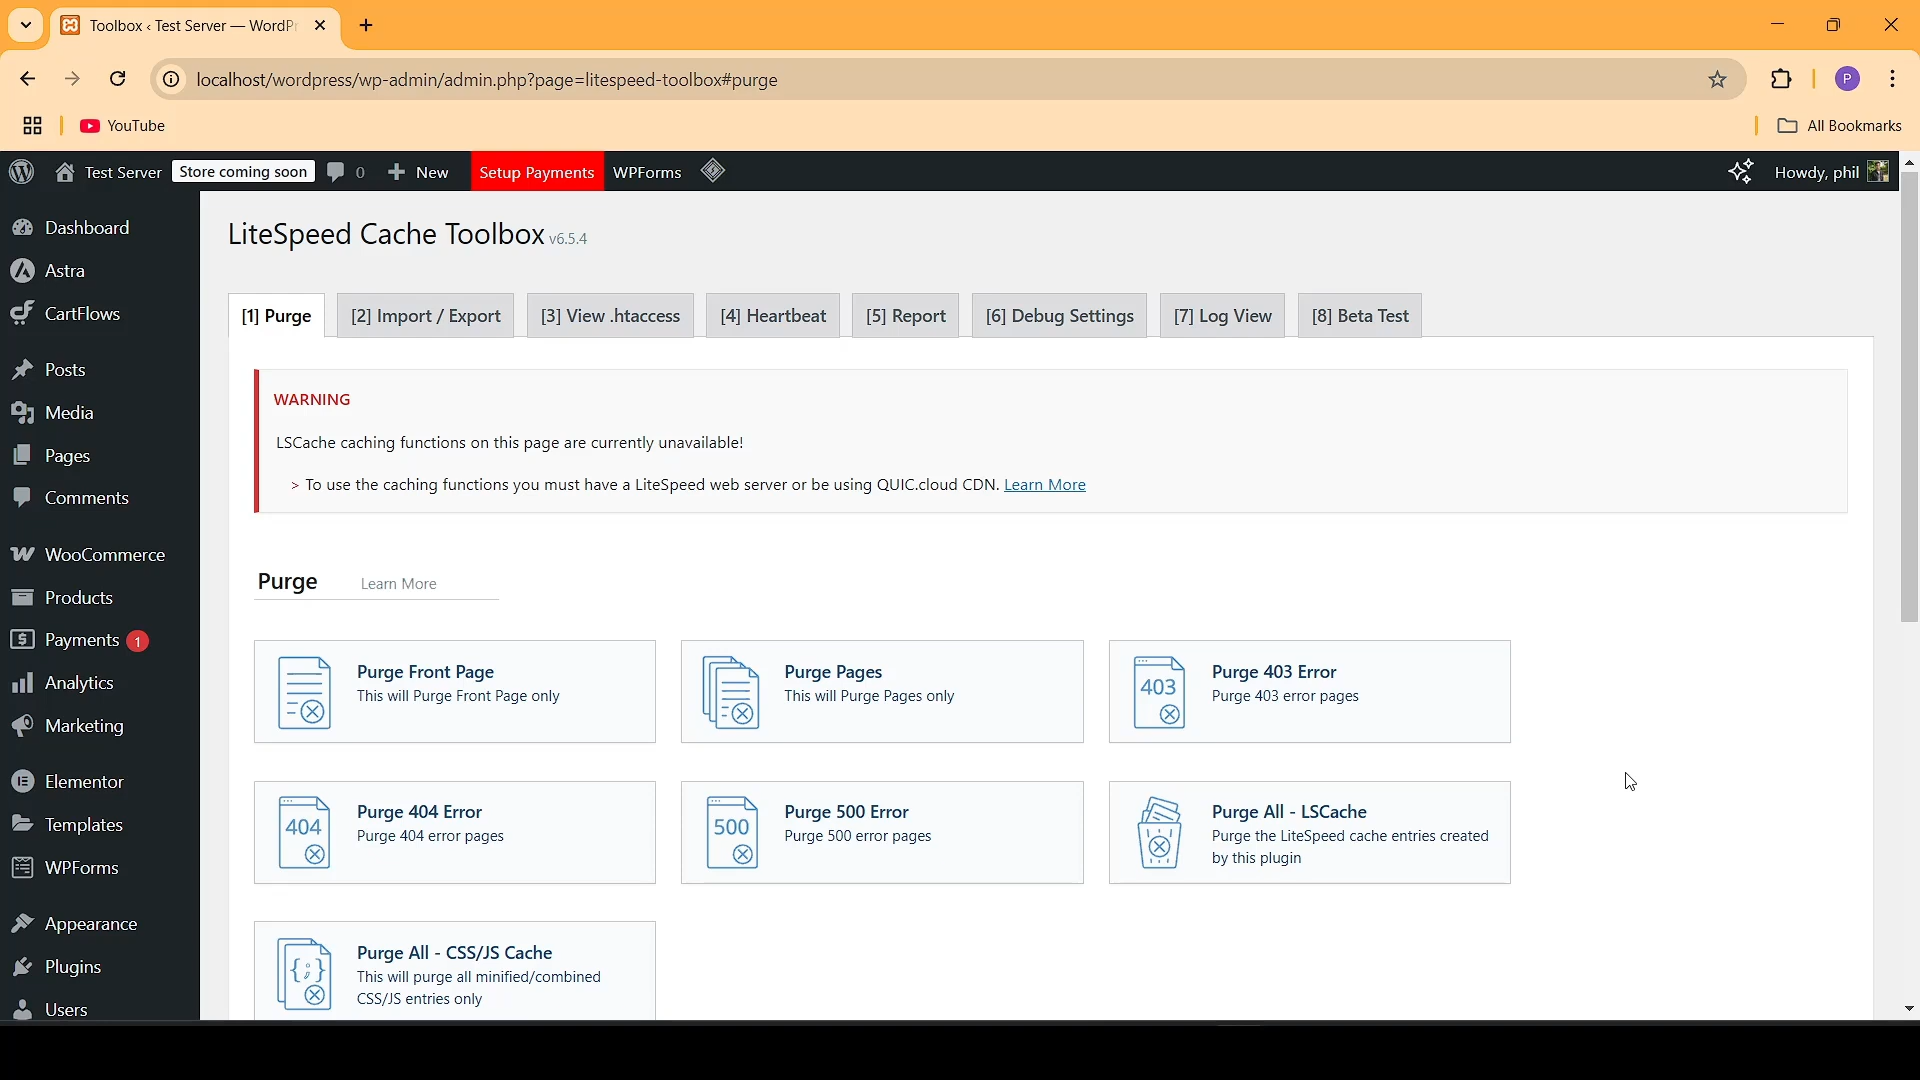 Toolbox ‹ Test Server — WordPr
localhost/wordpress/wp-admin/admin.php?page=litespeed-toolbox#purge
P
YouTube
All Bookmarks
Test Server
Store coming soon
0
New
Setup Payments
WPForms
Howdy, phil
Dashboard
Astra
CartFlows
Posts
Media
Pages
Comments
WooCommerce
Products
Payments 1
Analytics
Marketing
Elementor
Templates
WPForms
Appearance
Plugins
Users
LiteSpeed Cache Toolbox v6.5.4
[1] Purge
[2] Import / Export
[3] View .htaccess
[4] Heartbeat
[5] Report
[6] Debug Settings
[7] Log View
[8] Beta Test
WARNING
LSCache caching functions on this page are currently unavailable!
> To use the caching functions you must have a LiteSpeed web server or be using QUIC.cloud CDN. Learn More
Purge
Learn More
Purge Front Page
This will Purge Front Page only
Purge Pages
This will Purge Pages only
403
Purge 403 Error
Purge 403 error pages
404
Purge 404 Error
Purge 404 error pages
500
Purge 500 Error
Purge 500 error pages
Purge All - LSCache
Purge the LiteSpeed cache entries created
by this plugin
{;}
Purge All - CSS/JS Cache
This will purge all minified/combined
CSS/JS entries only